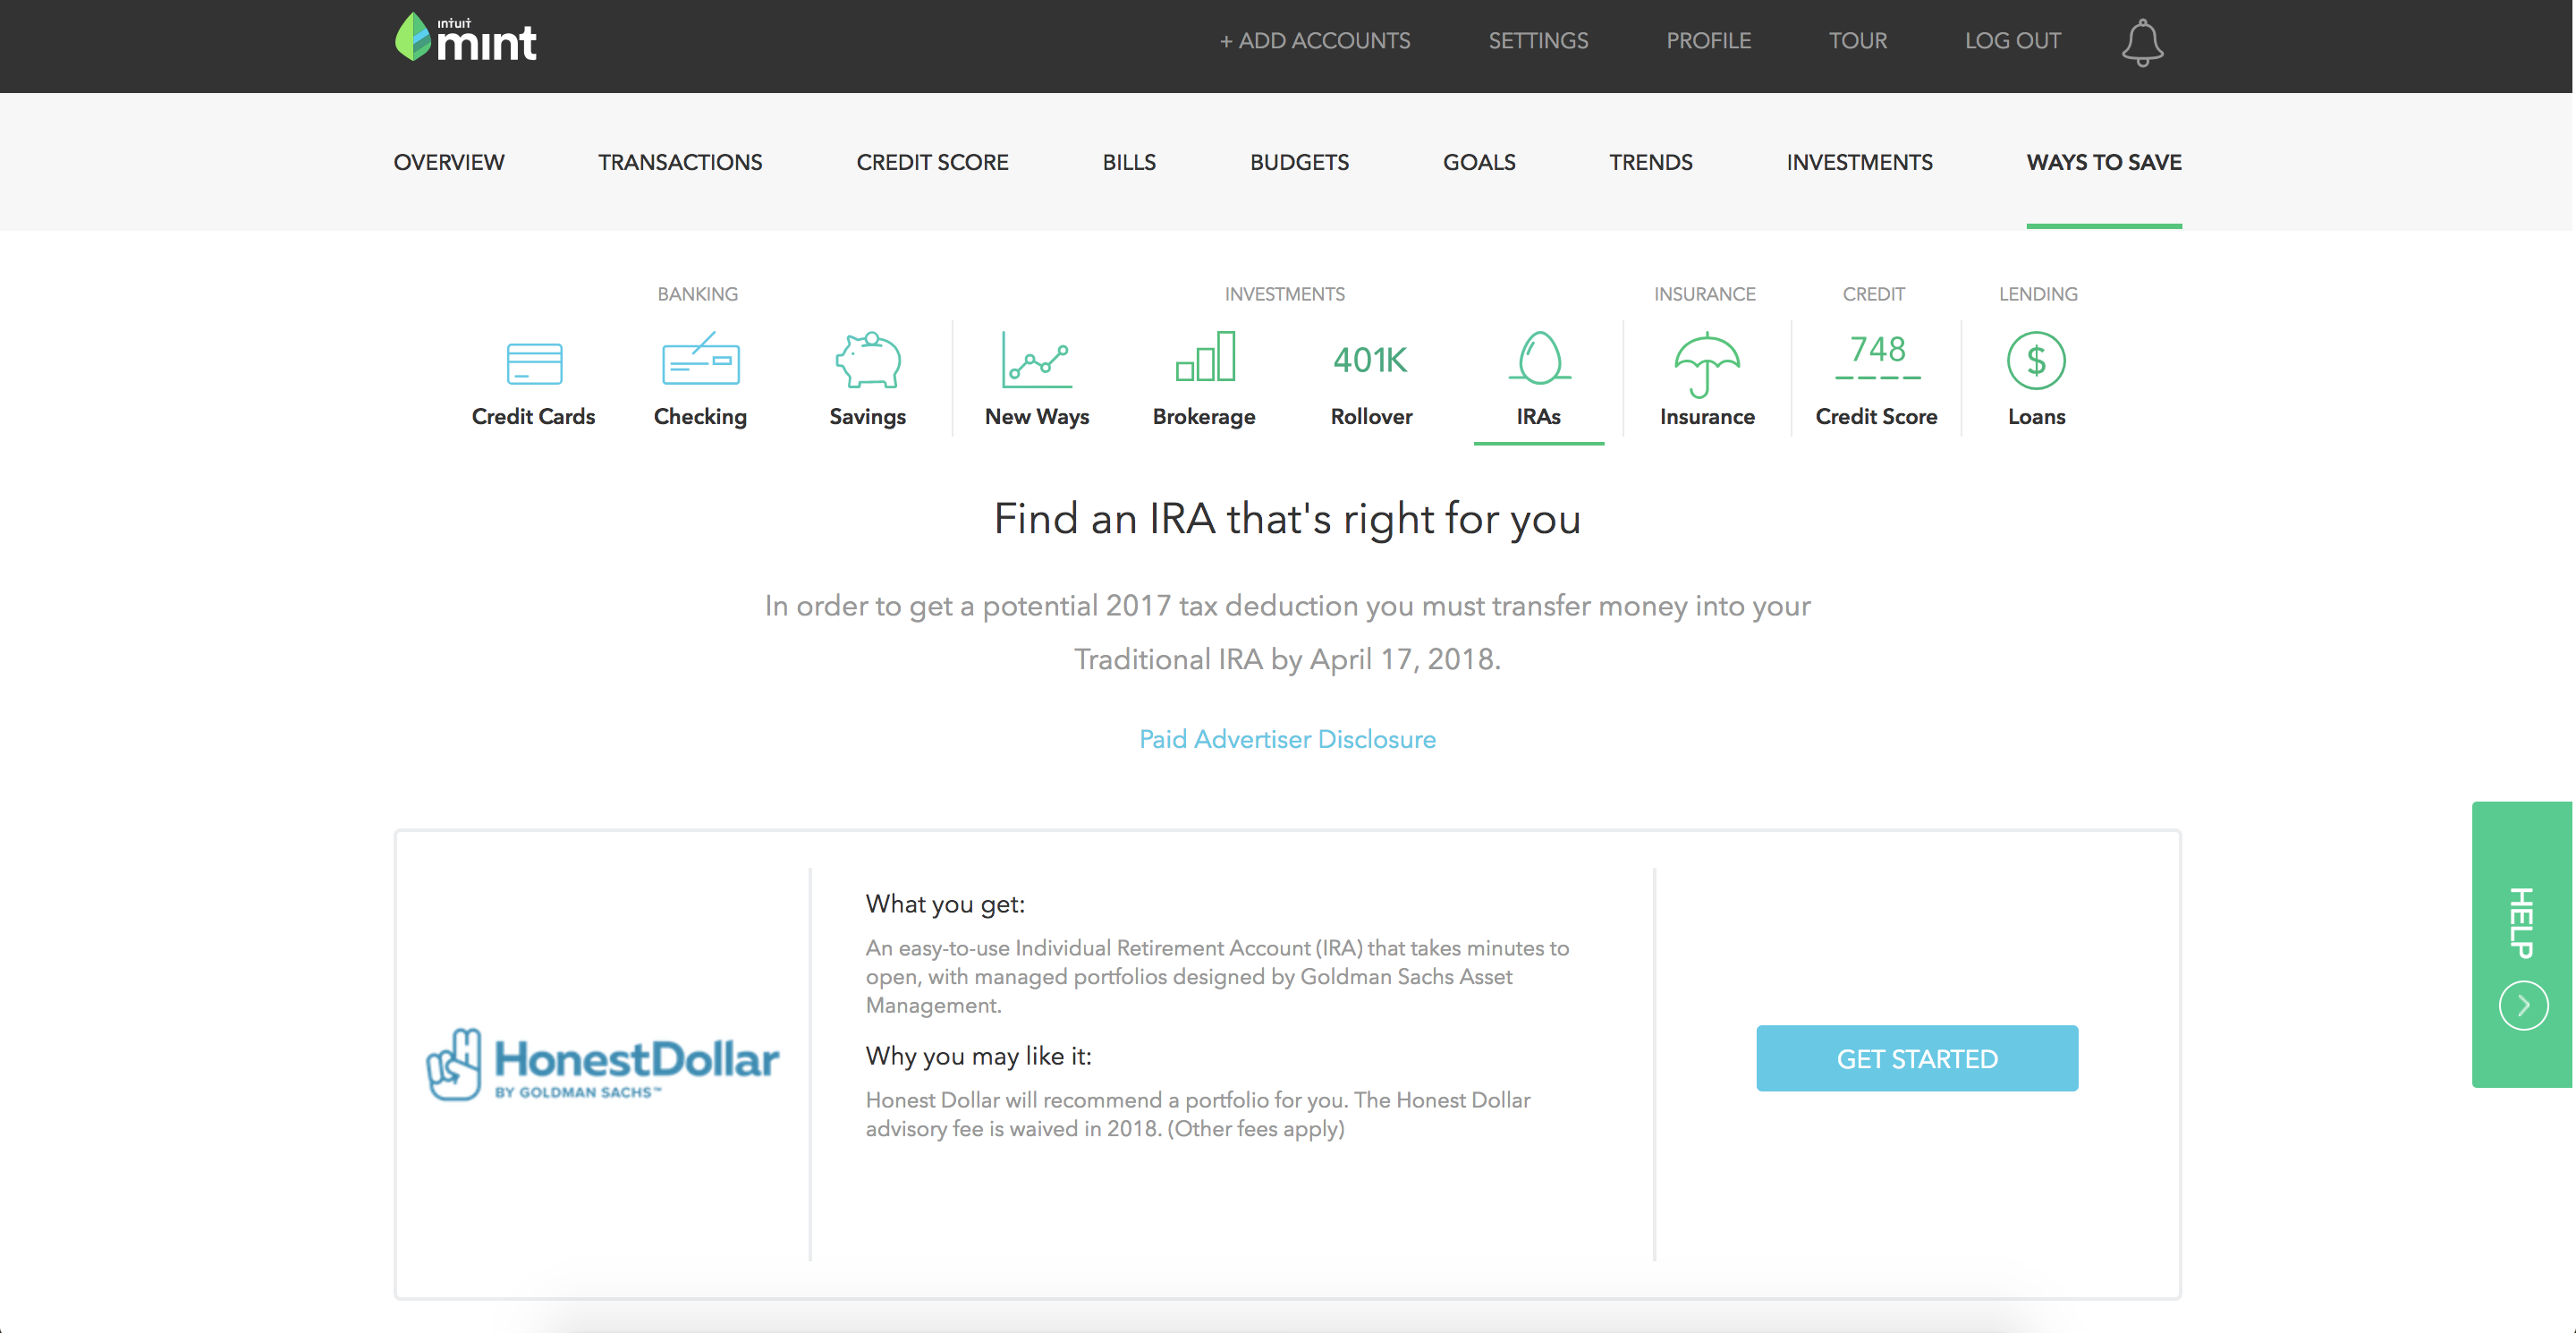 ıntuıt
mınt
+ ADD ACCOUNTS
SETTINGS
PROFILE
TOUR
LOG OUT
OVERVIEW
TRANSACTIONS
CREDIT SCORE
BILLS
BUDGETS
GOALS
TRENDS
INVESTMENTS
WAYS TO SAVE
BANKING
INVESTMENTS
INSURANCE
CREDIT
LENDING
401K
748
$
Credit Cards
Checking
Savings
New Ways
Brokerage
Rollover
IRAs
Insurance
Credit Score
Loans
Find an IRA that's right for you
In order to get a potential 2017 tax deduction you must transfer money into your
Traditional IRA by April 17, 2018.
Paid Advertiser Disclosure
HonestDollar
BY GOLDMAN SACHS™
What you get:
An easy-to-use Individual Retirement Account (IRA) that takes minutes to
open, with managed portfolios designed by Goldman Sachs Asset
Management.
Why you may like it:
Honest Dollar will recommend a portfolio for you. The Honest Dollar
advisory fee is waived in 2018. (Other fees apply)
GET STARTED
HELP